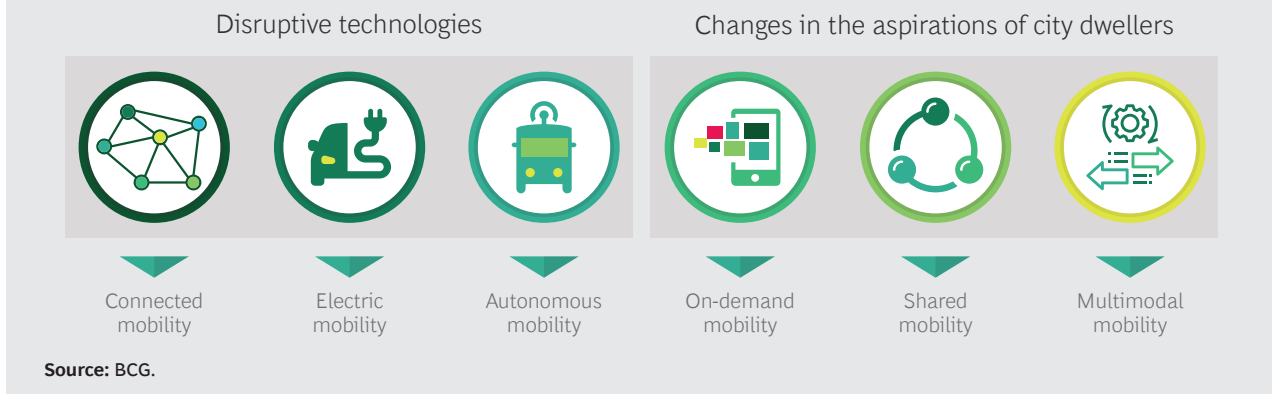 Disruptive technologies
Changes in the aspirations of city dwellers
Connected
mobility
Electric
mobility
Autonomous
mobility
On-demand
mobility
Shared
mobility
Multimodal
mobility
Source: BCG.